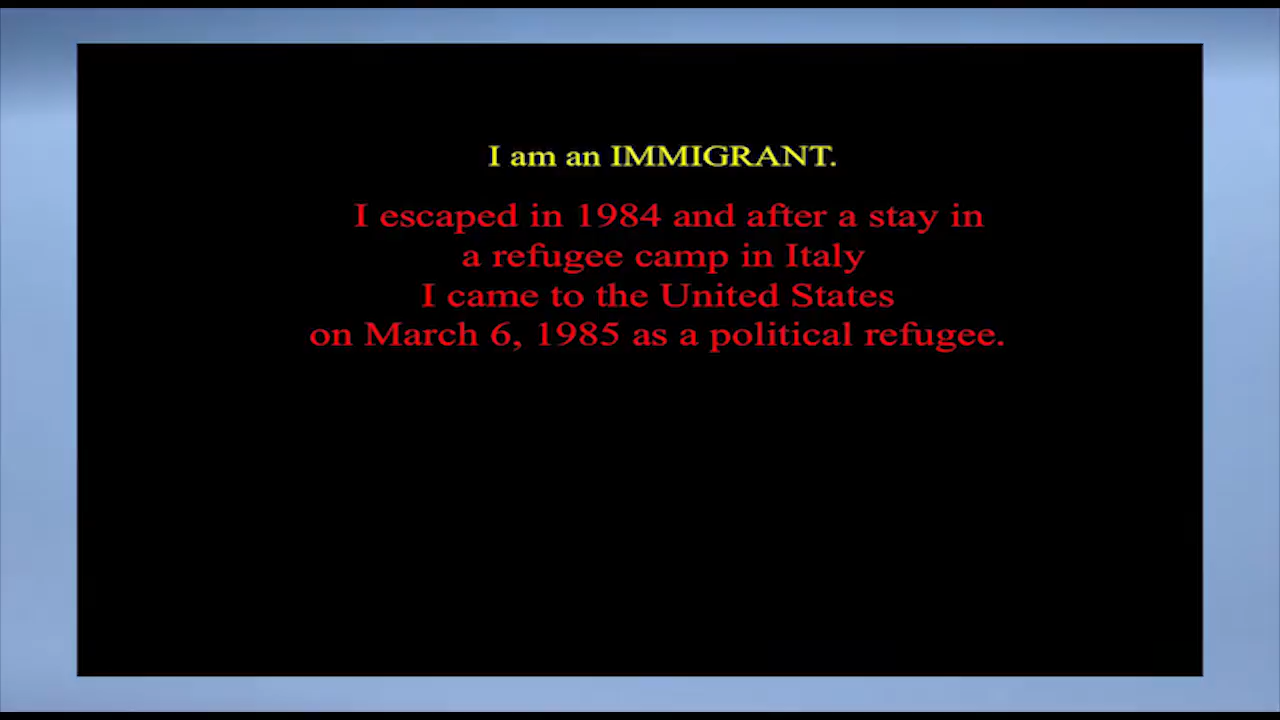 I am an IMMIGRANT.
I escaped in 1984 and after a stay in
a refugee camp in Italy
I came to the United States
on March 6, 1985 as a political refugee.